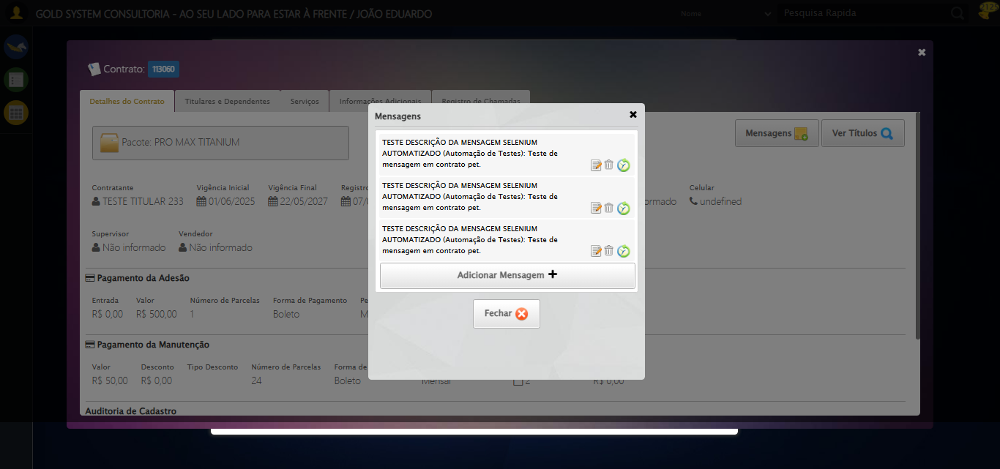 GOLD SYSTEM CONSULTORIA - AO SEU LADO PARA ESTAR À FRENTE / JOÃO EDUARDO
Nome
Pesquisa Rapida
Contrato: 113060
Detalhes do Contrato
Titulares e Dependentes
Serviços
Informações Adicionais
Registro de Chamadas
Mensagens
TESTE DESCRIÇÃO DA MENSAGEM SELENIUM
AUTOMATIZADO (Automação de Testes): Teste de
mensagem em contrato pet.
TESTE DESCRIÇÃO DA MENSAGEM SELENIUM
AUTOMATIZADO (Automação de Testes): Teste de
mensagem em contrato pet.
TESTE DESCRIÇÃO DA MENSAGEM SELENIUM
AUTOMATIZADO (Automação de Testes): Teste de
mensagem em contrato pet.
Adicionar Mensagem
Fechar
Pacote: PRO MAX TITANIUM
Mensagens
Ver Títulos
Contratante
TESTE TITULAR 233
Vigência Inicial
01/06/2025
Vigência Final
22/05/2027
Registro
07/0
ormado
Celular
undefined
Supervisor
Não informado
Vendedor
Não informado
Pagamento da Adesão
Entrada
R$ 0,00
Valor
R$ 500,00
Número de Parcelas
1
Forma de Pagamento
Boleto
Pe
M
Pagamento da Manutenção
Valor
R$ 50,00
Desconto
R$ 0,00
Tipo Desconto
Número de Parcelas
24
Forma de
Boleto
Mensal
2
R$ 0,00
Auditoria de Cadastro